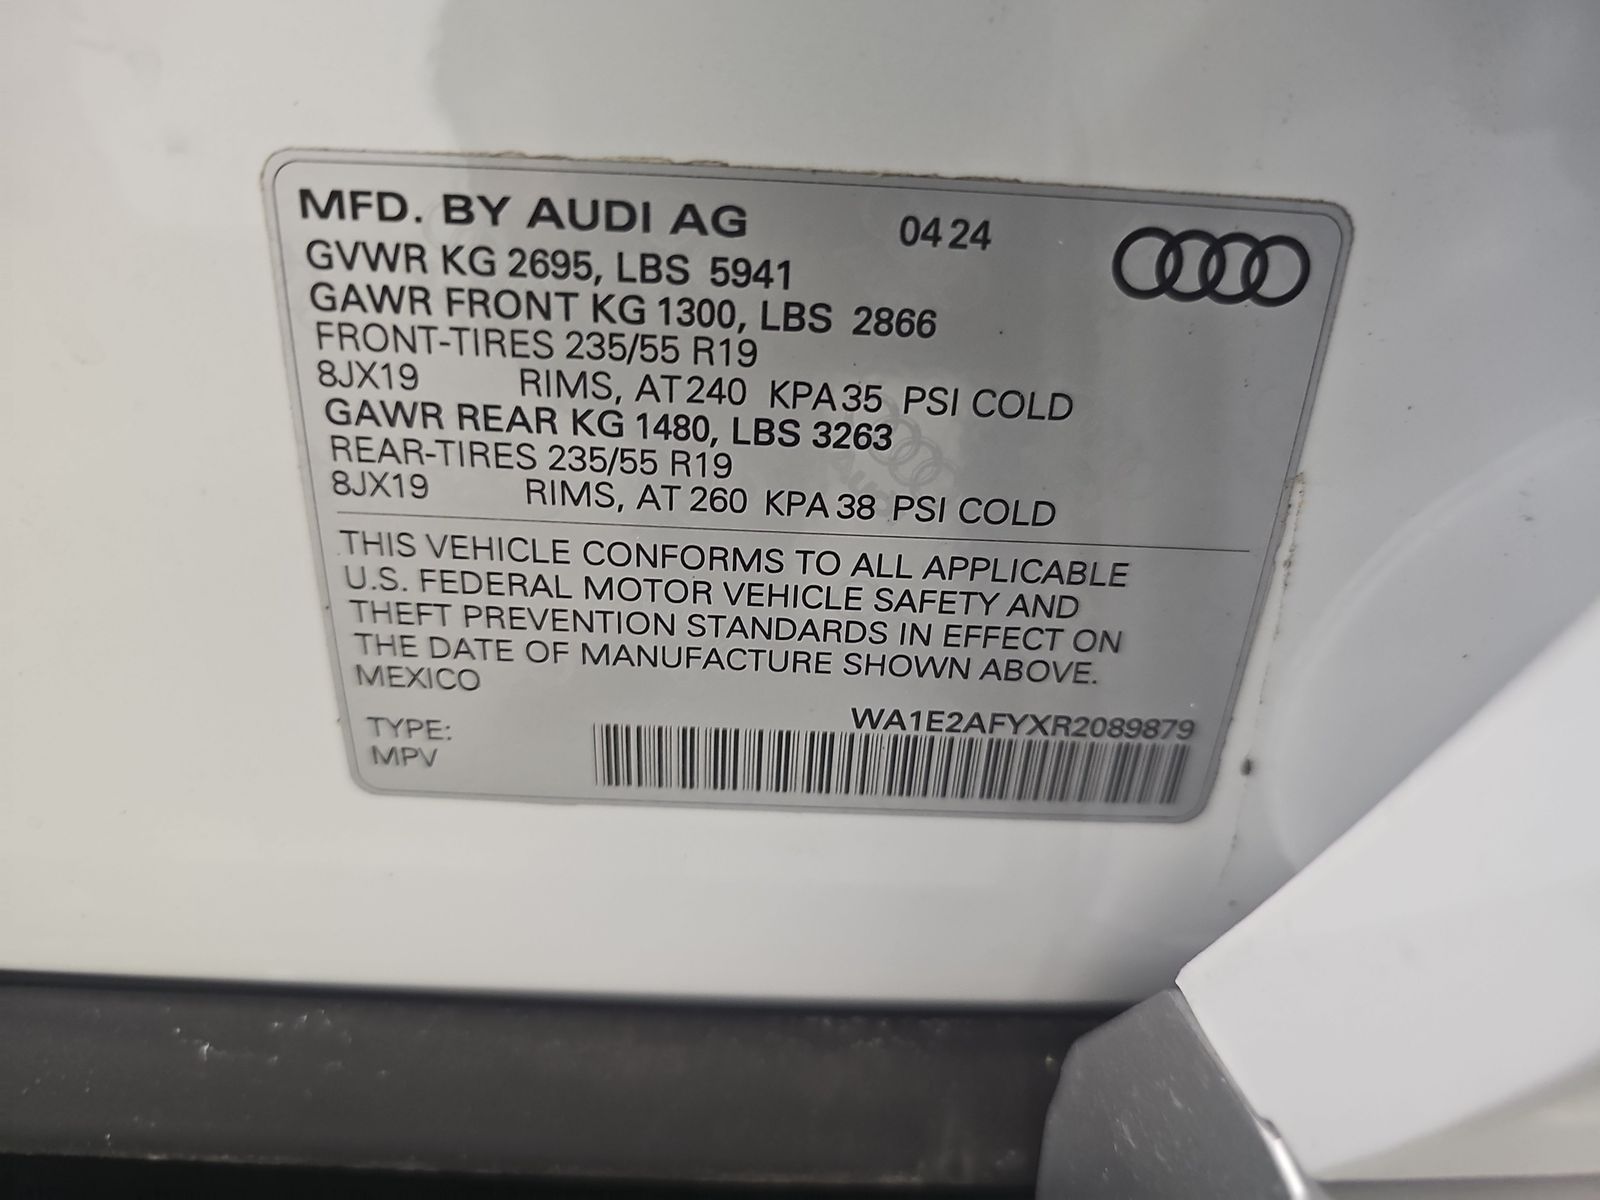 MFD. BY AUDI AG 04 24
GVWR KG 2695, LBS 5941
GAWR FRONT KG 1300, LBS 2866
FRONT-TIRES 235/55 R19
8JX19 RIMS, AT 240 KPA 35 PSI COLD
GAWR REAR KG 1480, LBS 3263
REAR-TIRES 235/55 R19
8JX19 RIMS, AT 260 KPA 38 PSI COLD
THIS VEHICLE CONFORMS TO ALL APPLICABLE
U.S. FEDERAL MOTOR VEHICLE SAFETY AND
THEFT PREVENTION STANDARDS IN EFFECT ON
THE DATE OF MANUFACTURE SHOWN ABOVE.
MEXICO
WA1E2AFYXR2089879
TYPE:
MPV